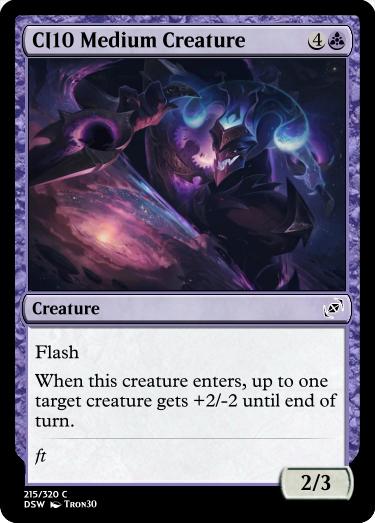 CJ10 Medium Creature 4
Creature
Flash
When this creature enters, up to one
target creature gets +2/-2 until end of
turn.
ft
2/3
215/320 C
DSW Tron30